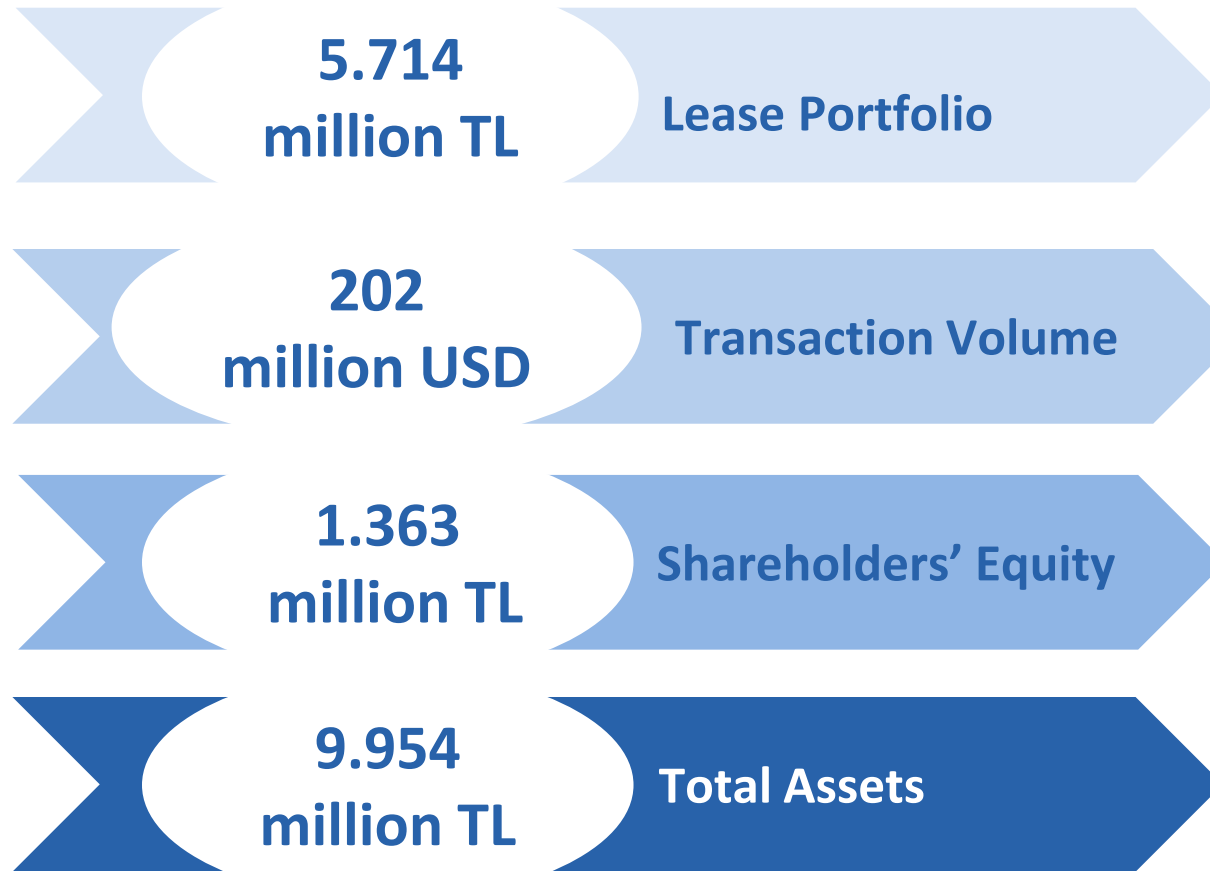 5.714
million TL
Lease Portfolio
202
million USD
Transaction Volume
1.363
million TL
Shareholders’ Equity
9.954
million TL
Total Assets